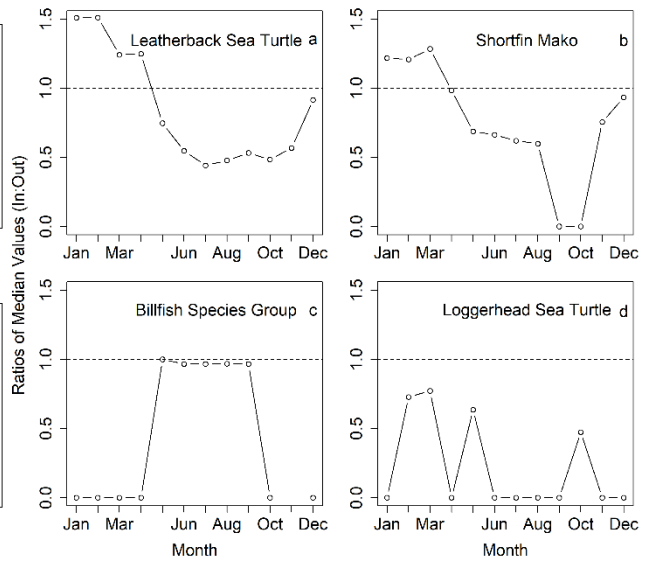 Ratios of Median Values (In:Out)
Leatherback Sea Turtle a
1.5
1.0
0.5
0.0
Jan Mar Jun Aug Oct Dec
Shortfin Mako b
1.5
1.0
0.5
0.0
Jan Mar Jun Aug Oct Dec
Billfish Species Group c
1.5
1.0
0.5
0.0
Jan Mar Jun Aug Oct Dec
Month
Loggerhead Sea Turtle d
1.5
1.0
0.5
0.0
Jan Mar Jun Aug Oct Dec
Month